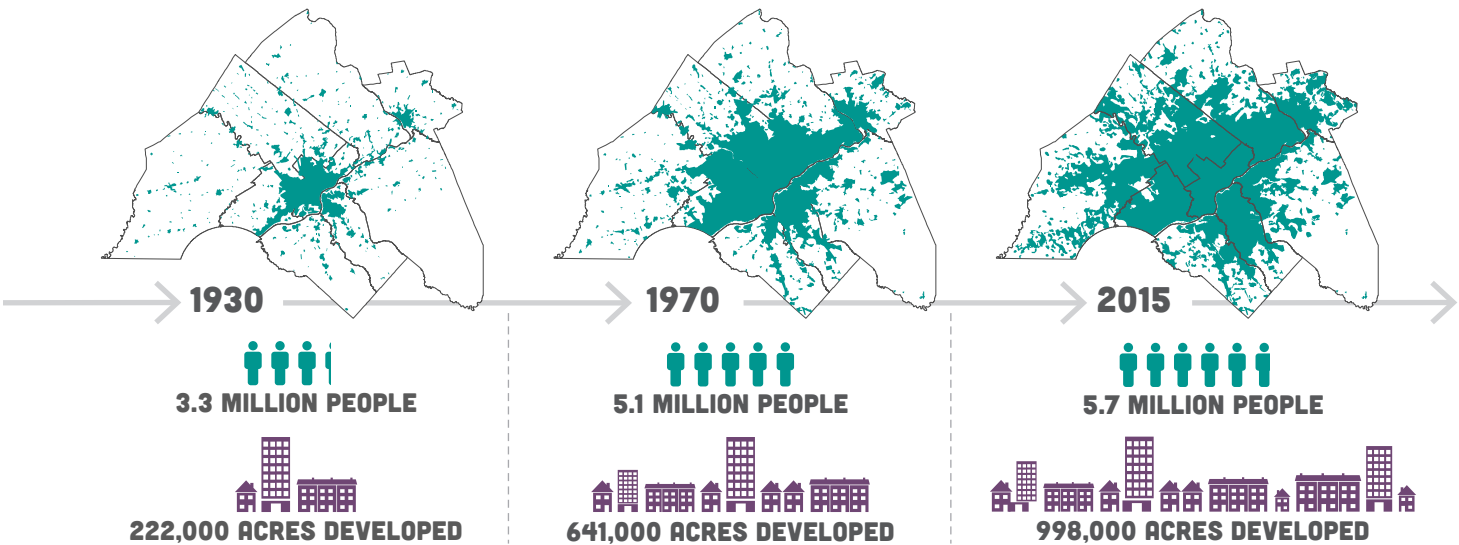 1930
3.3 MILLION PEOPLE
222,000 ACRES DEVELOPED
1970
5.1 MILLION PEOPLE
641,000 ACRES DEVELOPED
2015
5.7 MILLION PEOPLE
998,000 ACRES DEVELOPED